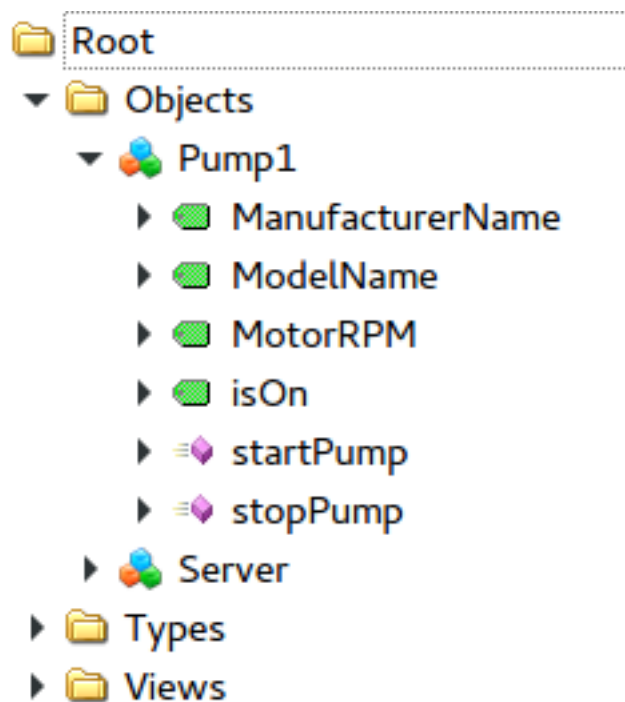 Root
Objects
Pump1
ManufacturerName
ModelName
MotorRPM
isOn
startPump
stopPump
Server
Types
Views